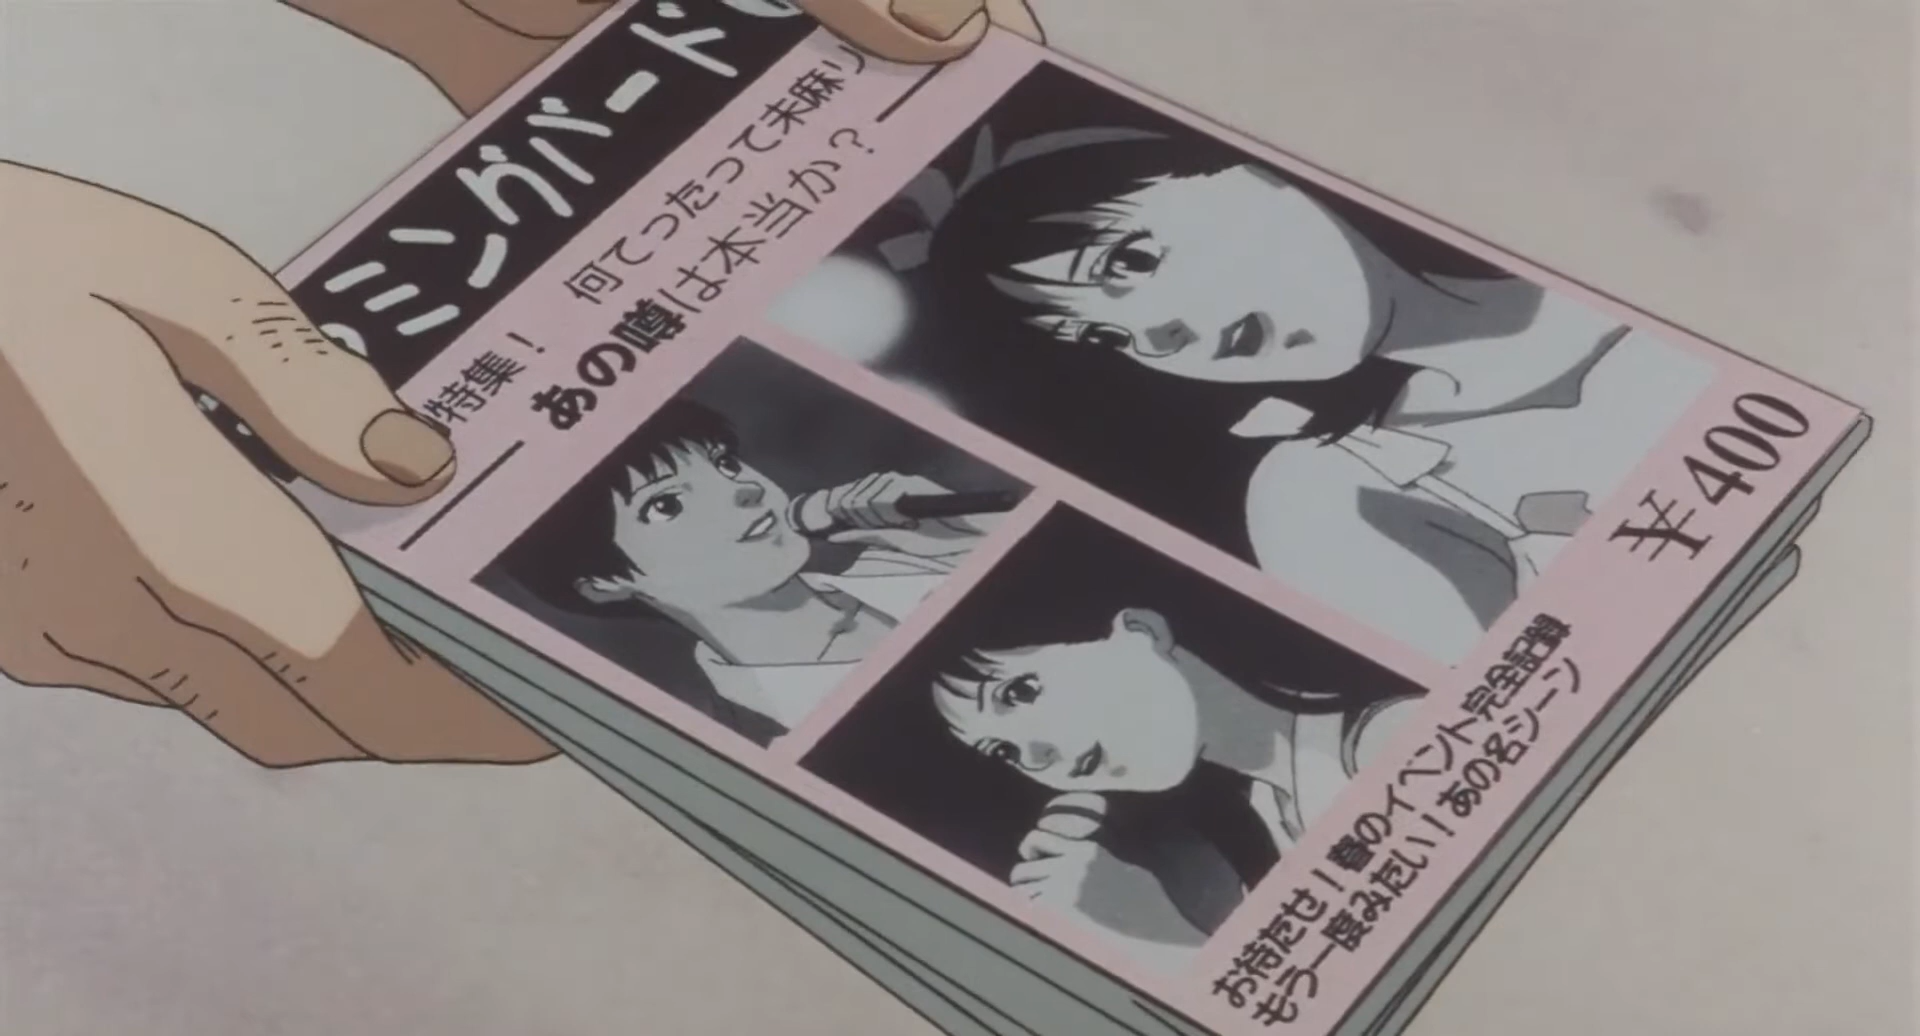 ミングバード
特集! 何てったって未麻リ
あの噂は本当か?
¥400
お待たせ!春のイベント完全記録
もう一度みたい!あの名シーン